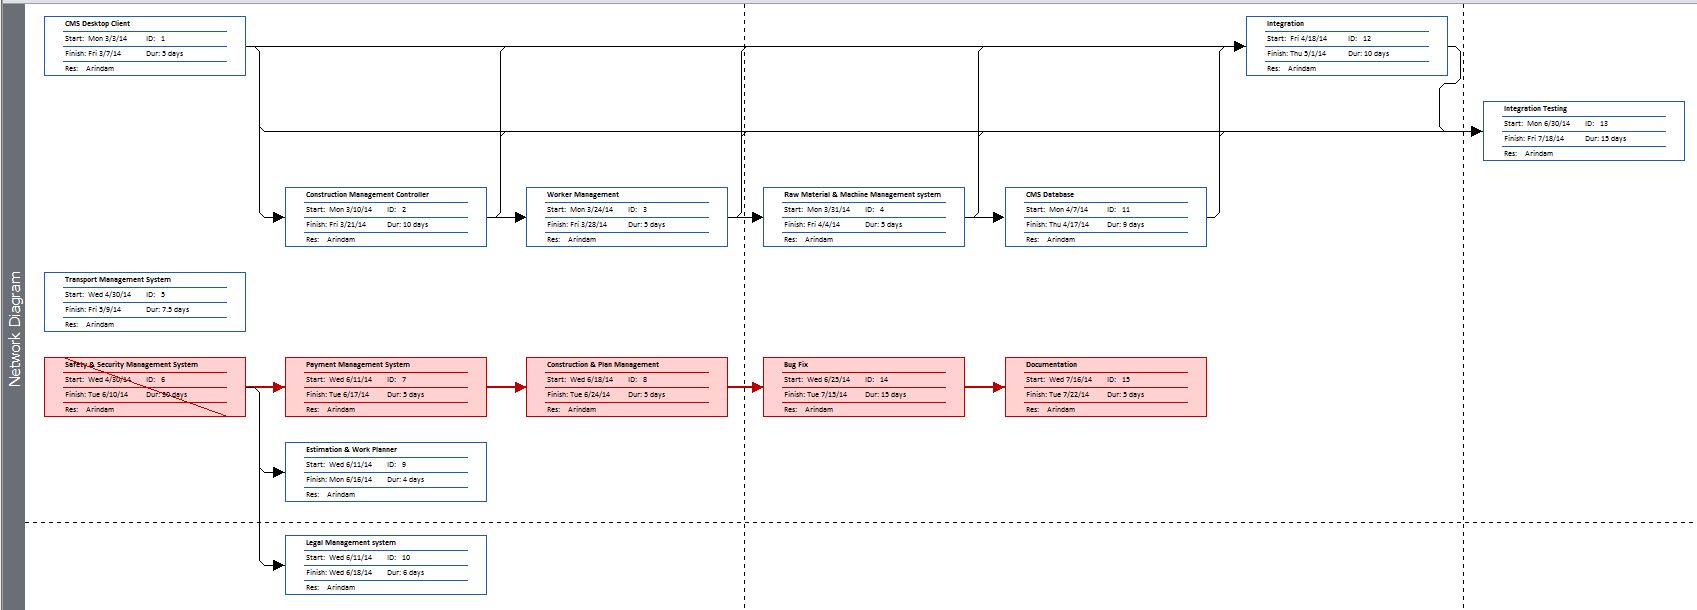 Network Diagram
CMS Desktop Client
Start: Mon 3/3/14 ID: 1
Finish: Fri 3/7/14 Dur: 5 days
Res: Arindam
Integration
Start: Fri 4/18/14 ID: 12
Finish: Thu 5/1/14 Dur: 10 days
Res: Arindam
Integration Testing
Start: Mon 6/30/14 ID: 13
Finish: Fri 7/18/14 Dur: 15 days
Res: Arindam
Construction Management Controller
Start: Mon 3/10/14 ID: 2
Finish: Fri 3/21/14 Dur: 10 days
Res: Arindam
Worker Management
Start: Mon 3/24/14 ID: 3
Finish: Fri 3/28/14 Dur: 5 days
Res: Arindam
Raw Material & Machine Management system
Start: Mon 3/31/14 ID: 4
Finish: Fri 4/4/14 Dur: 5 days
Res: Arindam
CMS Database
Start: Mon 4/7/14 ID: 11
Finish: Thu 4/17/14 Dur: 9 days
Res: Arindam
Transport Management System
Start: Wed 4/30/14 ID: 5
Finish: Fri 5/9/14 Dur: 7.5 days
Res: Arindam
Safety & Security Management System
Start: Wed 4/30/14 ID: 6
Finish: Tue 6/10/14 Dur: 30 days
Res: Arindam
Payment Management System
Start: Wed 6/11/14 ID: 7
Finish: Tue 6/17/14 Dur: 5 days
Res: Arindam
Construction & Plan Management
Start: Wed 6/18/14 ID: 8
Finish: Tue 6/24/14 Dur: 5 days
Res: Arindam
Bug Fix
Start: Wed 6/25/14 ID: 14
Finish: Tue 7/15/14 Dur: 15 days
Res: Arindam
Documentation
Start: Wed 7/16/14 ID: 15
Finish: Tue 7/22/14 Dur: 5 days
Res: Arindam
Estimation & Work Planner
Start: Wed 6/11/14 ID: 9
Finish: Mon 6/16/14 Dur: 4 days
Res: Arindam
Legal Management system
Start: Wed 6/11/14 ID: 10
Finish: Wed 6/18/14 Dur: 6 days
Res: Arindam